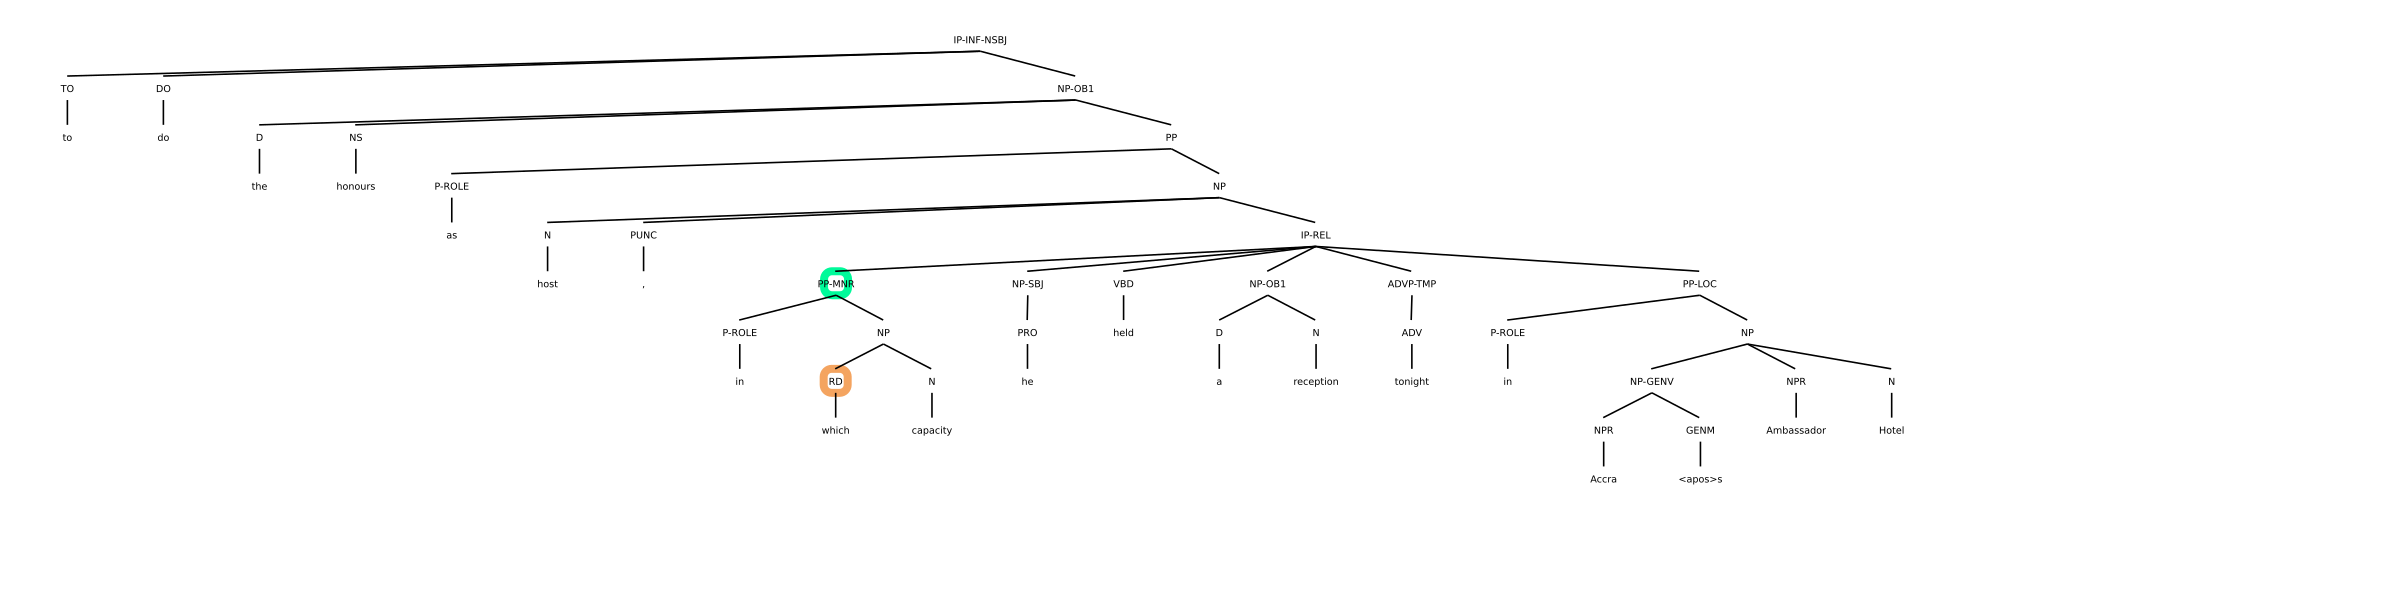 IP-INF-NSBJ
TO DO NP-OB1
to do D NS PP
the honours P-ROLE NP
as N PUNC IP-REL
host , PP-MNR NP-SBJ VBD NP-OB1 ADVP-TMP PP-LOC
P-ROLE NP PRO held D N ADV P-ROLE NP
in RD N he a reception tonight in NP-GENV NPR N
which capacity NPR GENM Ambassador Hotel
Accra <apos>s